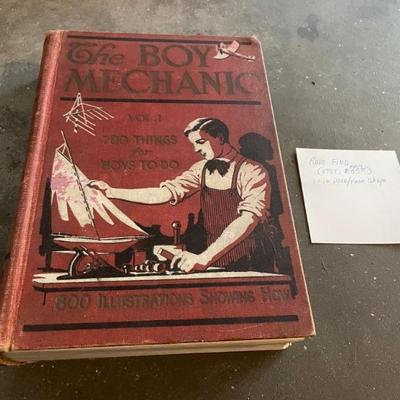 The BOY
MECHANIC
VOL. 1
700 THINGS
for
BOYS TO DO
800 ILLUSTRATIONS SHOWING HOW
RARE FIND